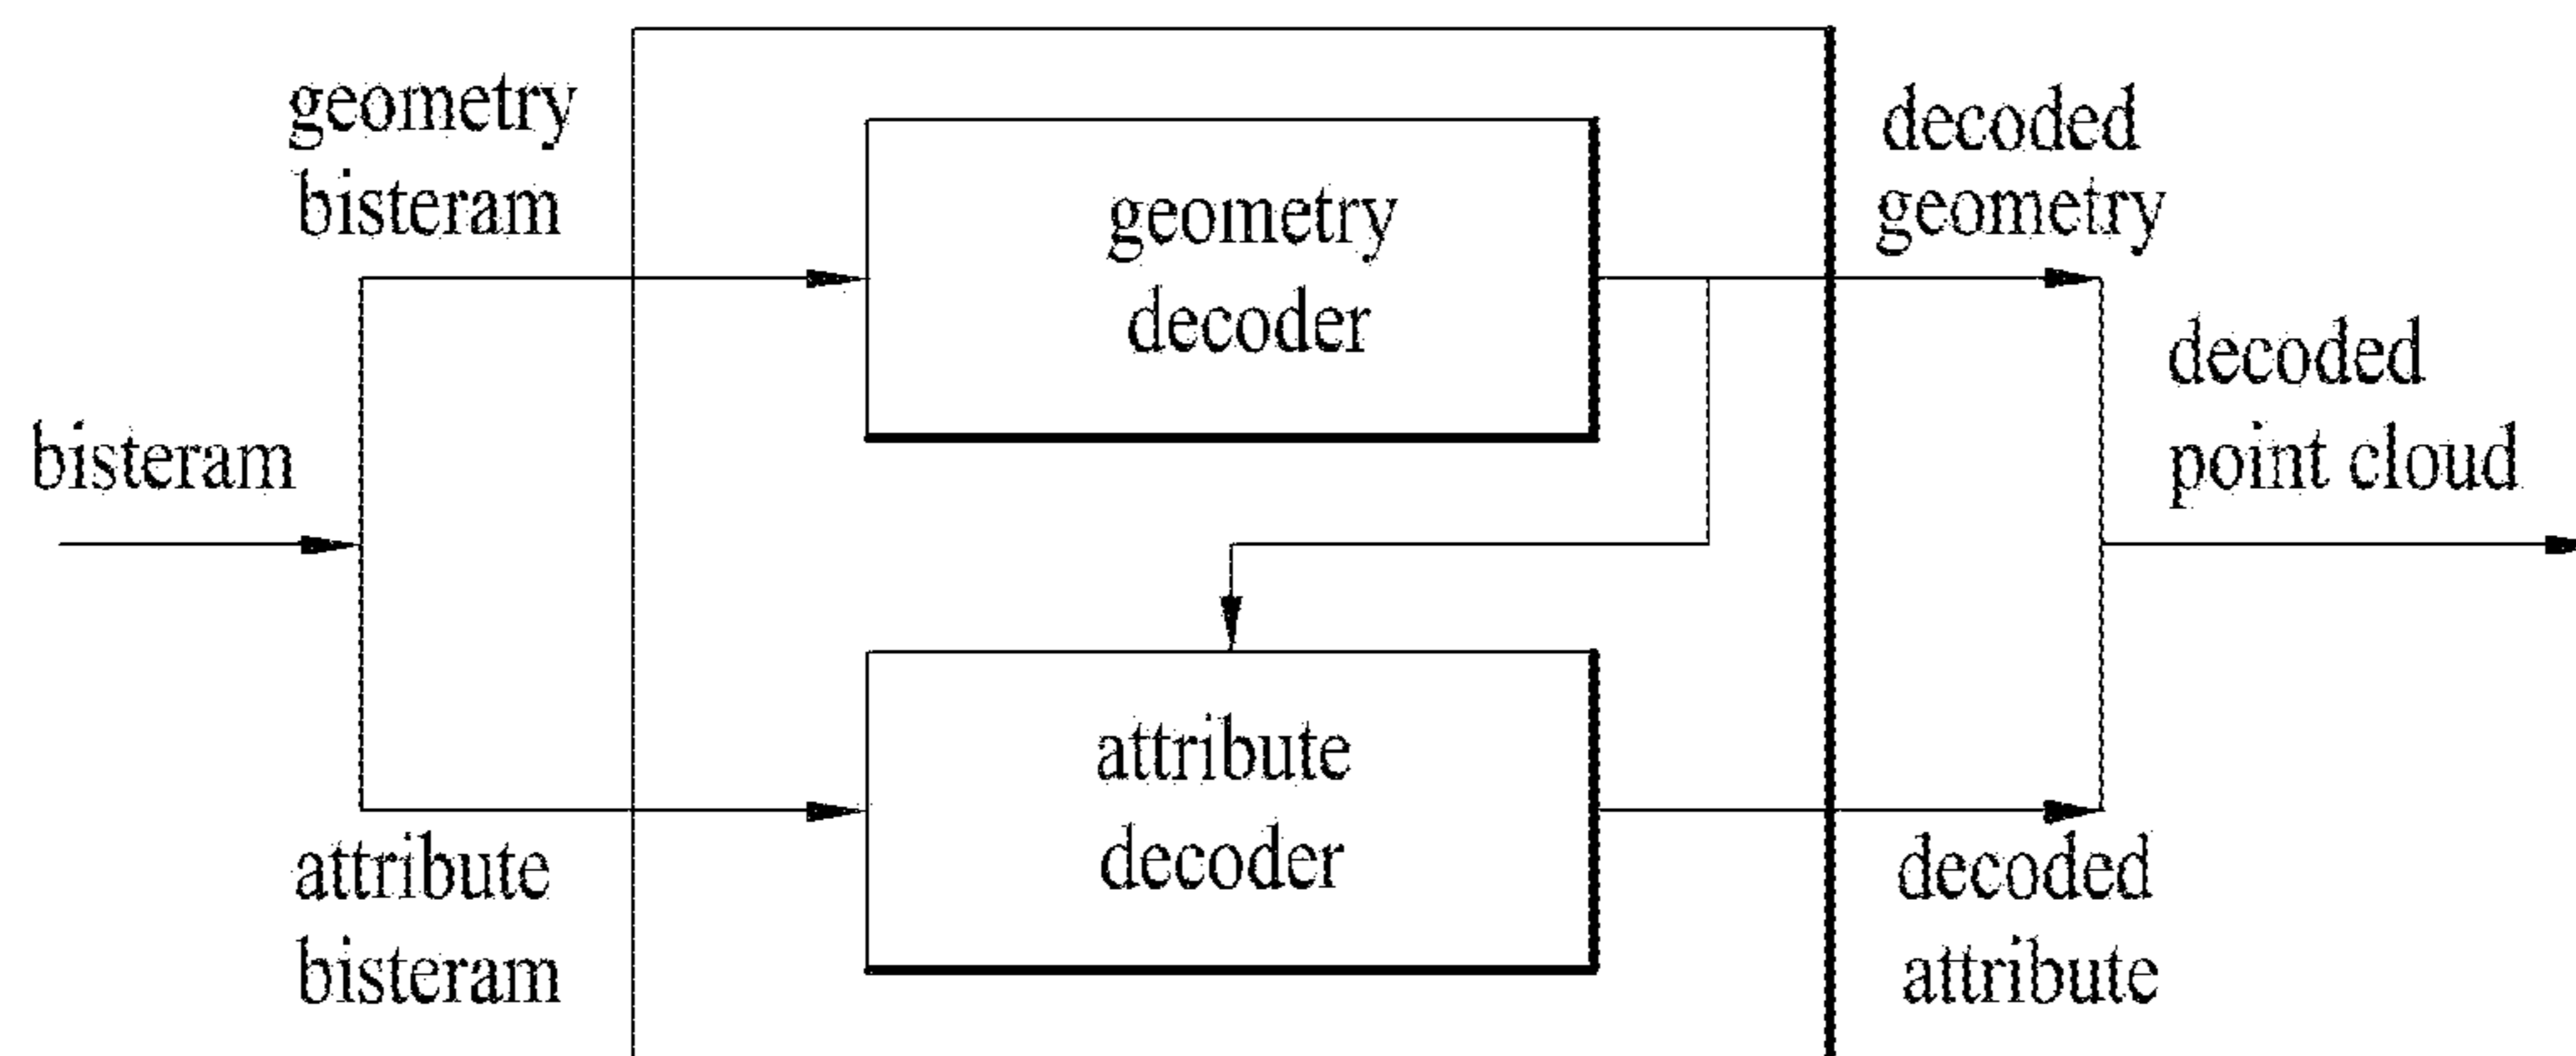 geometry
bisteram
bisteram
attribute
bisteram
geometry
decoder
attribute
decoder
decoded
geometry
decoded
point cloud
decoded
attribute